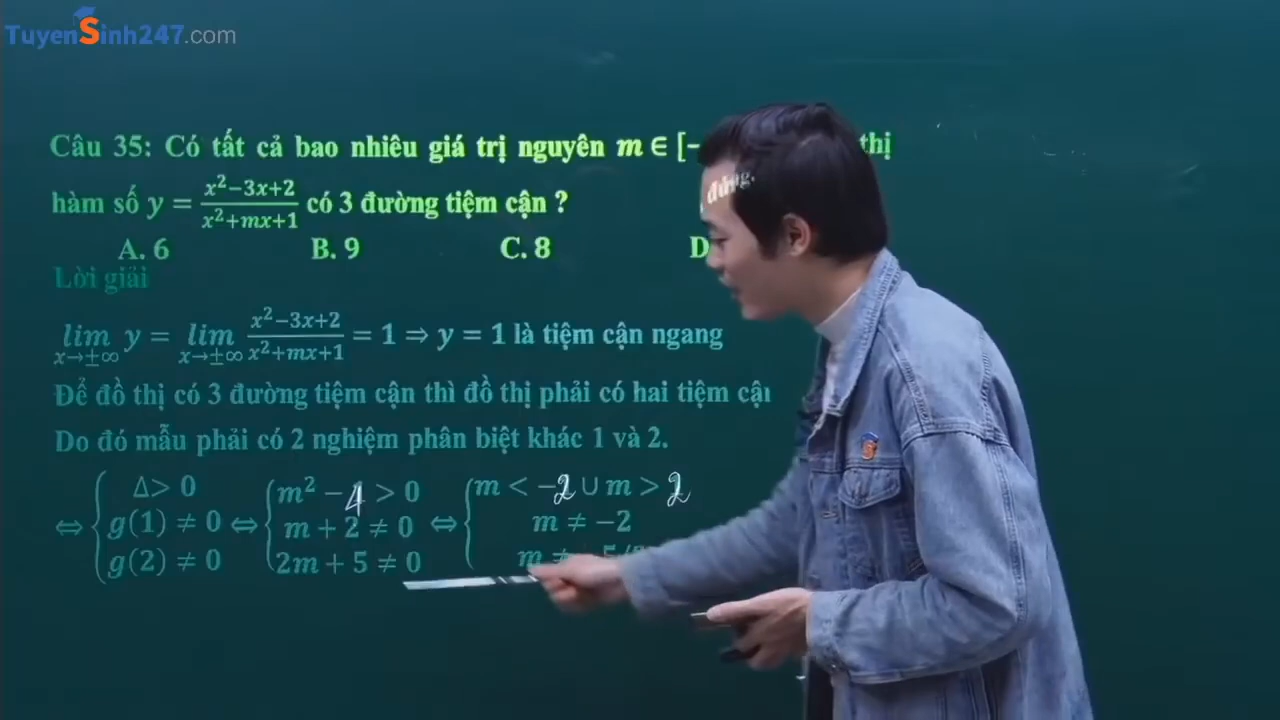 TuyenSinh247.com
Câu 35: Có tất cả bao nhiêu giá trị nguyên m ∈ [- thị
đứng.
hàm số y = (x²−3x+2)/(x²+mx+1) có 3 đường tiệm cận ?
A. 6 B. 9 C. 8 D
Lời giải
lim x→±∞ y = lim x→±∞ (x²−3x+2)/(x²+mx+1) = 1 ⇒ y = 1 là tiệm cận ngang
Để đồ thị có 3 đường tiệm cận thì đồ thị phải có hai tiệm cậ
Do đó mẫu phải có 2 nghiệm phân biệt khác 1 và 2.
⇔ { Δ> 0 ; g(1) ≠ 0 ; g(2) ≠ 0 ⇔ { m² − 4 > 0 ; m + 2 ≠ 0 ; 2m + 5 ≠ 0 ⇔ { m < −2 ∪ m > 2 ; m ≠ −2 ; m ≠